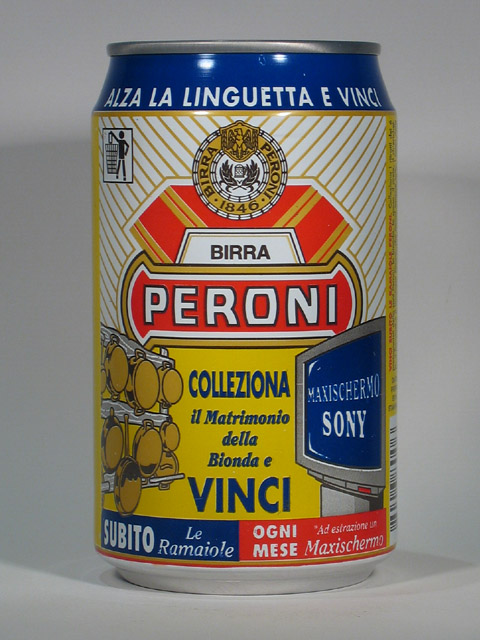 ALZA LA LINGUETTA E VINCI
BIRRA PERONI
·1846·
BIRRA
PERONI
COLLEZIONA
il Matrimonio
della
Bionda e
VINCI
MAXISCHERMO
SONY
SUBITO
Le
Ramaiole
OGNI
MESE
*Ad estrazione un
Maxischermo